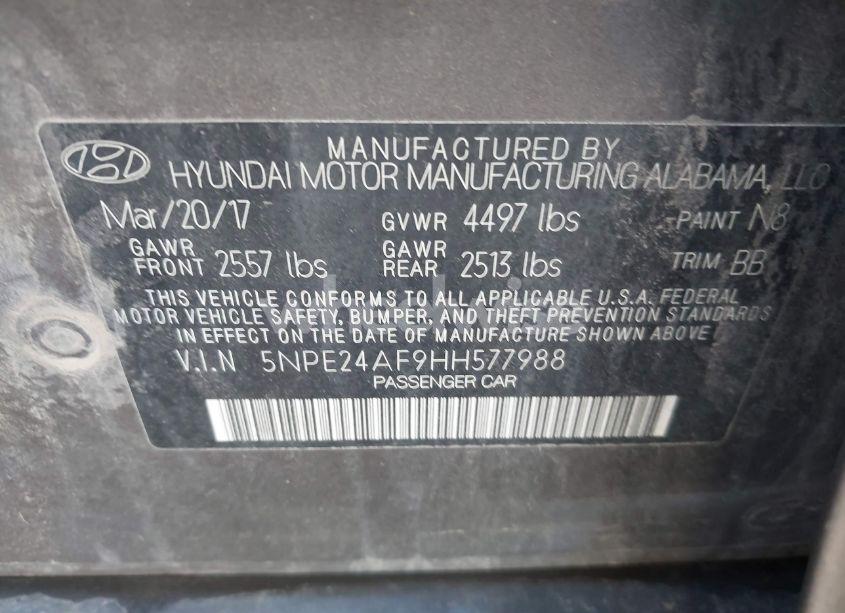 MANUFACTURED BY
HYUNDAI MOTOR MANUFACTURING ALABAMA, LLC
Mar/20/17 GVWR 4497 lbs PAINT N8
GAWR FRONT 2557 lbs GAWR REAR 2513 lbs TRIM BB
THIS VEHICLE CONFORMS TO ALL APPLICABLE U.S.A. FEDERAL
MOTOR VEHICLE SAFETY, BUMPER, AND THEFT PREVENTION STANDARDS
IN EFFECT ON THE DATE OF MANUFACTURE SHOWN ABOVE
V.I.N 5NPE24AF9HH577988
PASSENGER CAR